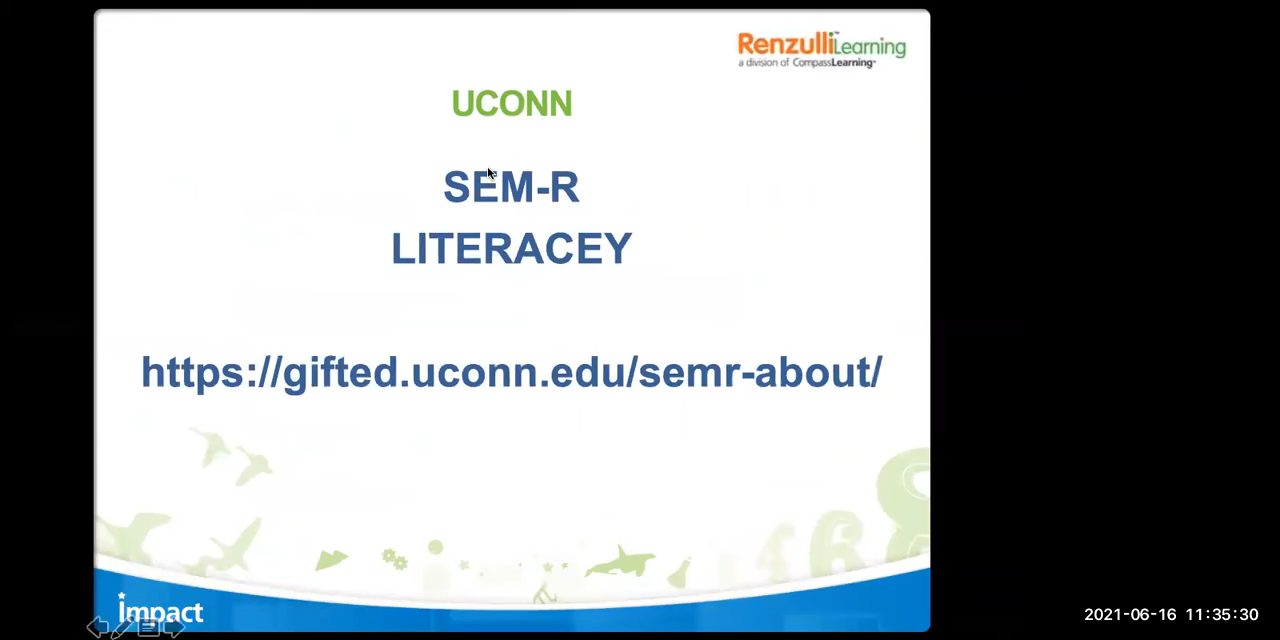 RenzulliLearning
a division of CompassLearning
UCONN
SEM-R
LITERACEY
https://gifted.uconn.edu/semr-about/
impact
2021-06-16 11:35:30